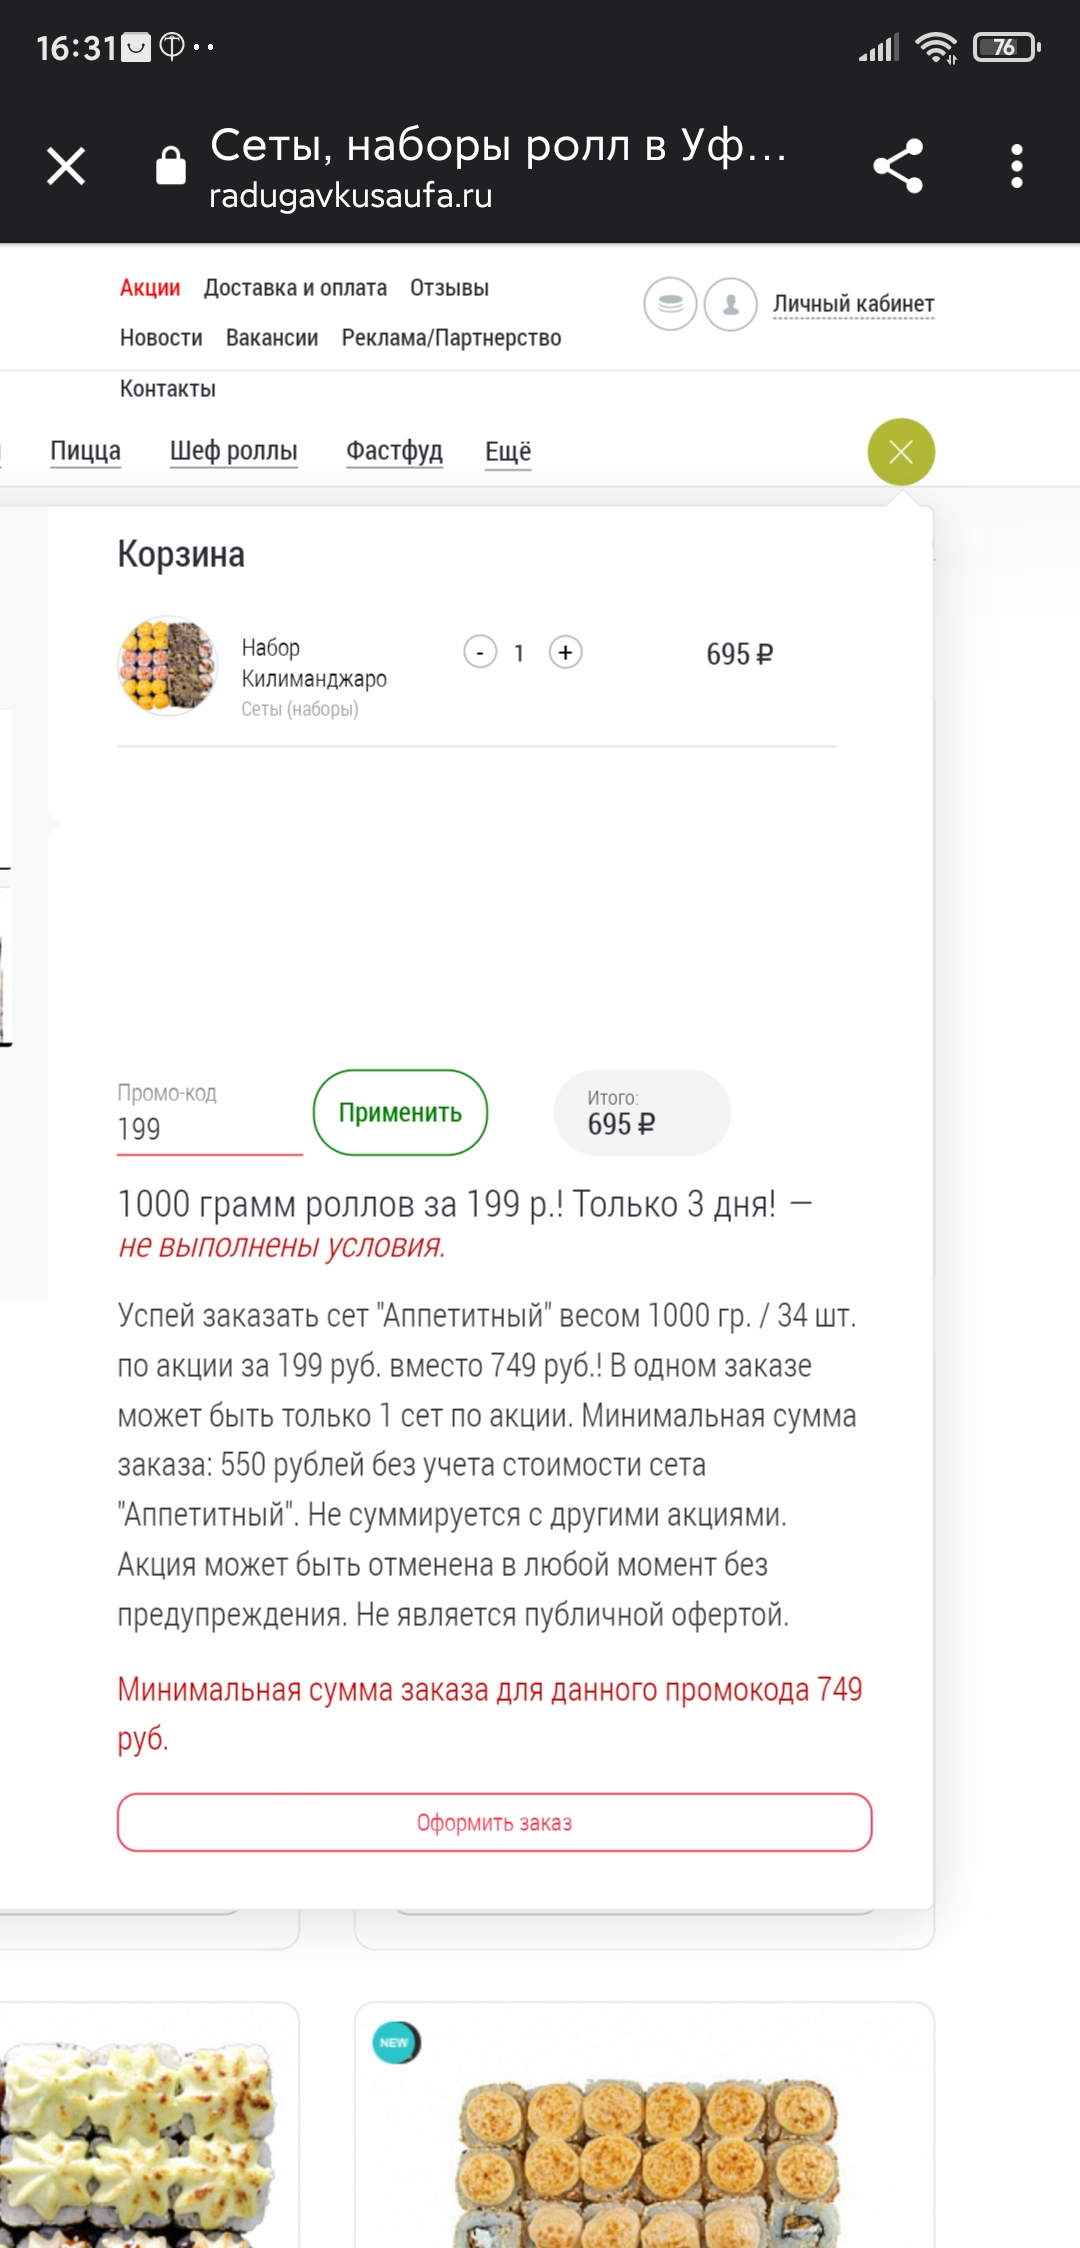 16:31
76
Сеты, наборы ролл в Уф...
radugavkusaufa.ru
Акции Доставка и оплата Отзывы
Личный кабинет
Новости Вакансии Реклама/Партнерство
Контакты
Пицца Шеф роллы Фастфуд Ещё
Корзина
Набор
Килиманджаро
Сеты (наборы)
- 1 +
695 ₽
Промо-код
199
Применить
Итого:
695 ₽
1000 грамм роллов за 199 р.! Только 3 дня! —
не выполнены условия.
Успей заказать сет "Аппетитный" весом 1000 гр. / 34 шт.
по акции за 199 руб. вместо 749 руб.! В одном заказе
может быть только 1 сет по акции. Минимальная сумма
заказа: 550 рублей без учета стоимости сета
"Аппетитный". Не суммируется с другими акциями.
Акция может быть отменена в любой момент без
предупреждения. Не является публичной офертой.
Минимальная сумма заказа для данного промокода 749
руб.
Оформить заказ
NEW